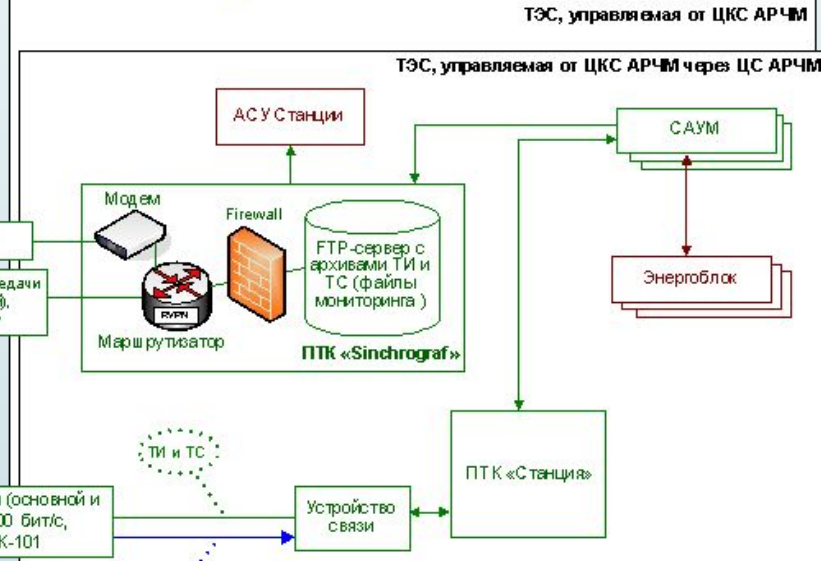 ТЭС, управляемая от ЦКС АРЧМ
ТЭС, управляемая от ЦКС АРЧМ через ЦС АРЧМ
АСУ Станции
САУМ
Модем
Firewall
FTP-сервер с
архивами ТИ и
ТС (файлы
мониторинга )
Энергоблок
Маршрутизатор
ПТК «Sinchrograf»
ТИ и ТС
ПТК «Станция»
(основной и
бит/с,
К-101
Устройство
связи